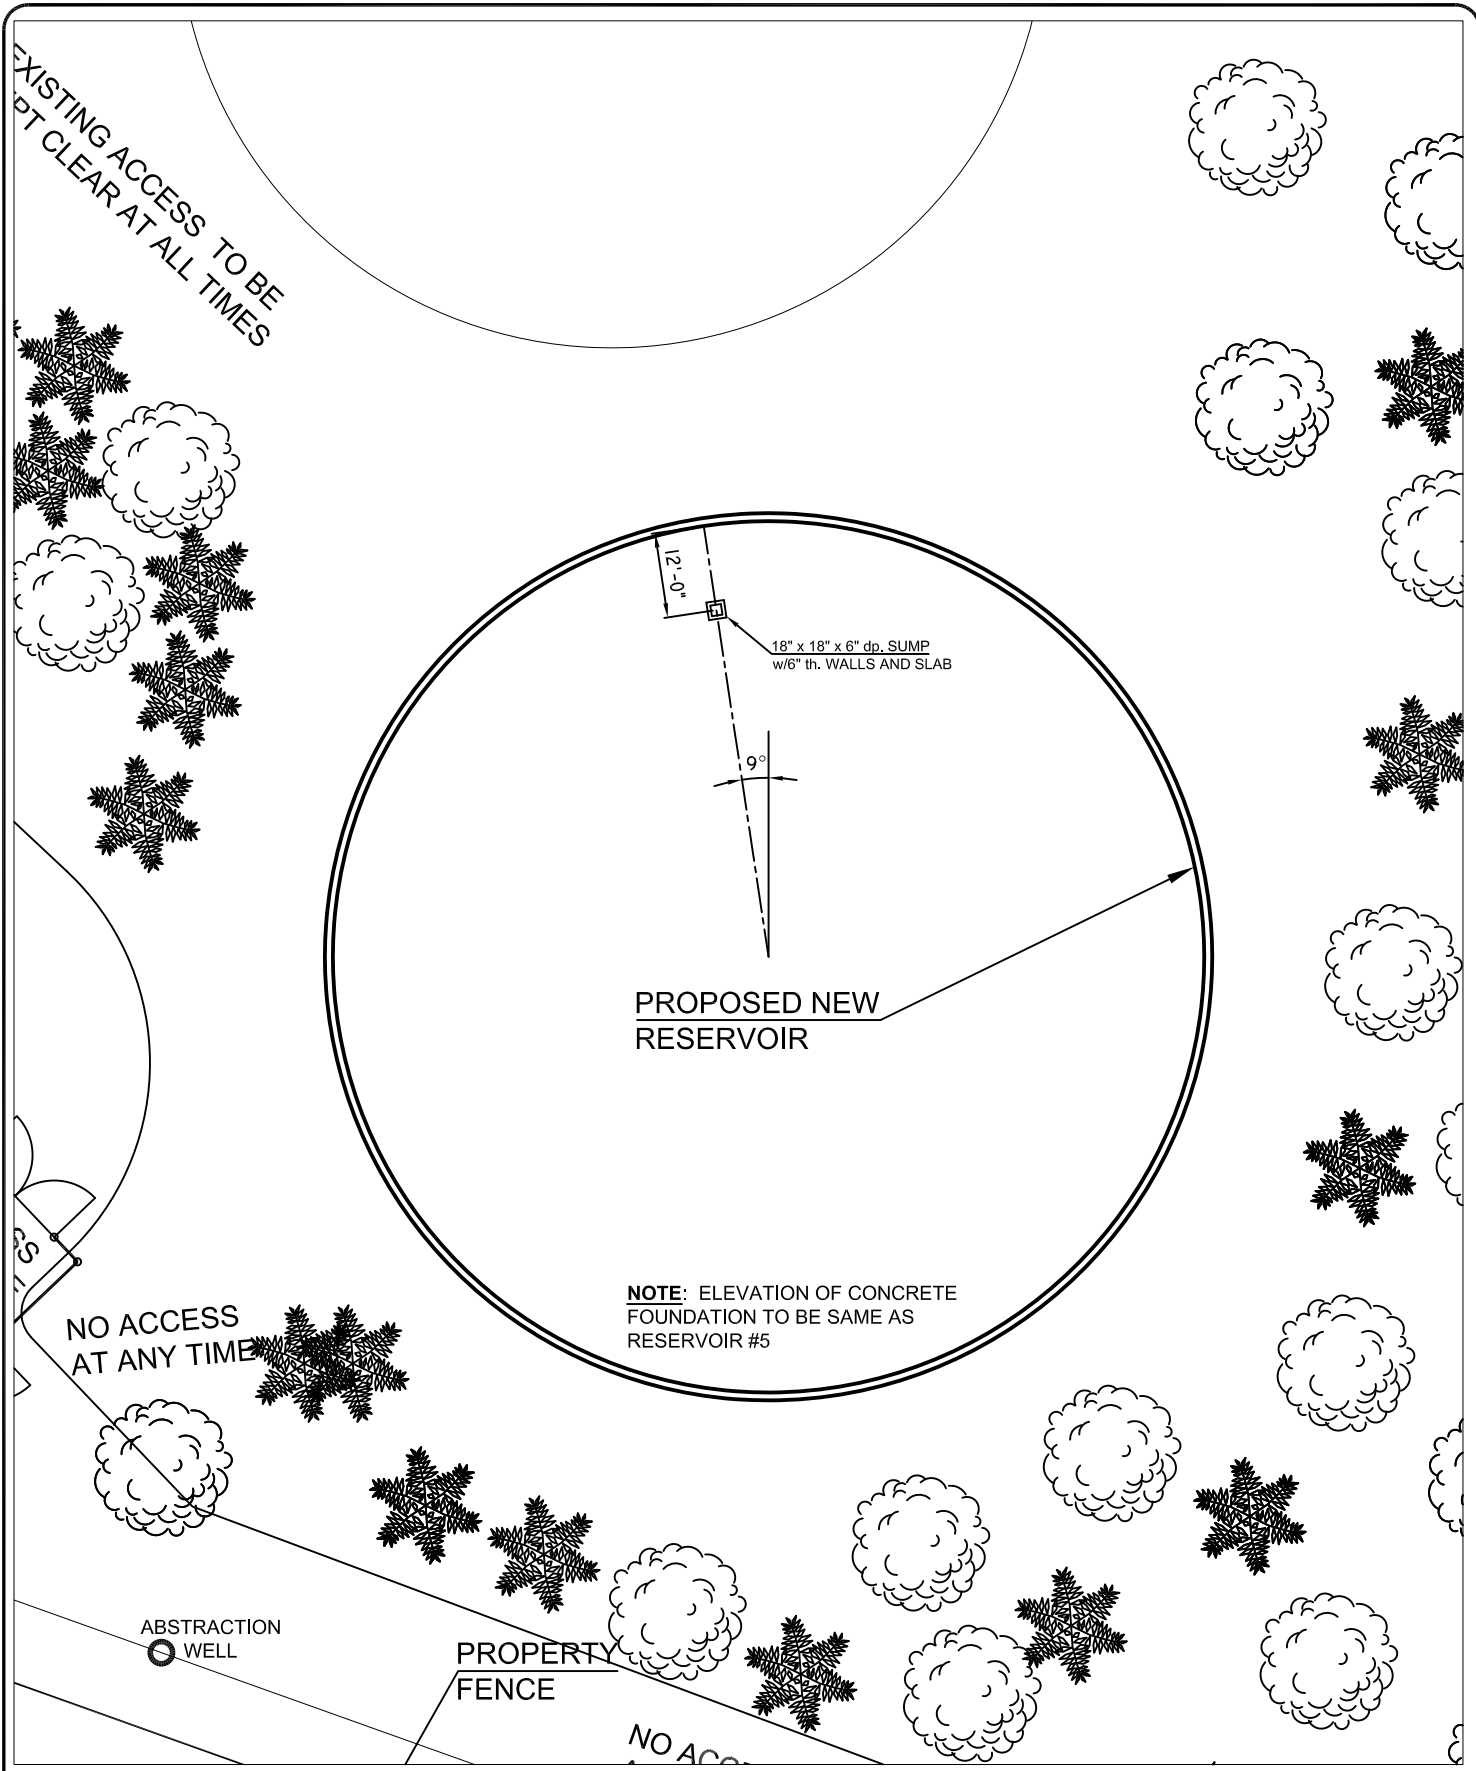 EXISTING ACCESS TO BE
PT CLEAR AT ALL TIMES
12'-0"
18" x 18" x 6" dp. SUMP
w/6" th. WALLS AND SLAB
9°
PROPOSED NEW
RESERVOIR
NOTE: ELEVATION OF CONCRETE
FOUNDATION TO BE SAME AS
RESERVOIR #5
NO ACCESS
AT ANY TIME
ABSTRACTION
WELL
PROPERTY
FENCE
NO